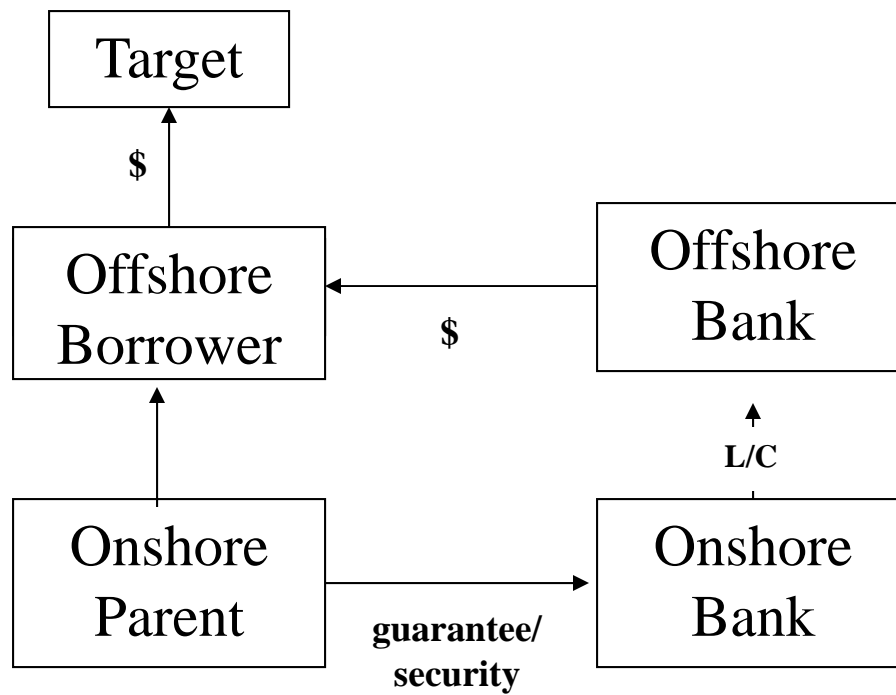 Target
$
Offshore
Borrower
Offshore
Bank
$
L/C
Onshore
Parent
Onshore
Bank
guarantee/
security